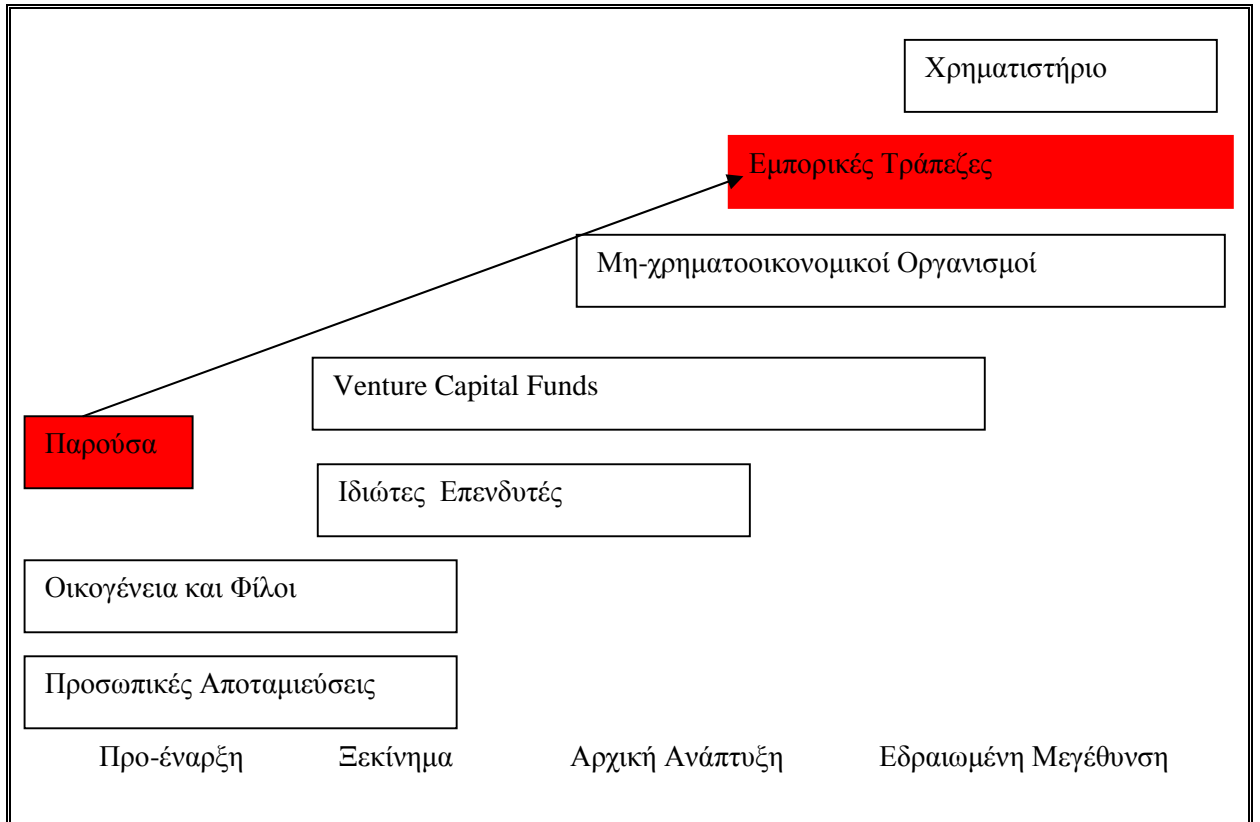 Χρηματιστήριο
Εμπορικές Τράπεζες
Μη-χρηματοοικονομικοί Οργανισμοί
Venture Capital Funds
Παρούσα
Ιδιώτες Επενδυτές
Οικογένεια και Φίλοι
Προσωπικές Αποταμιεύσεις
Προ-έναρξη Ξεκίνημα Αρχική Ανάπτυξη Εδραιωμένη Μεγέθυνση